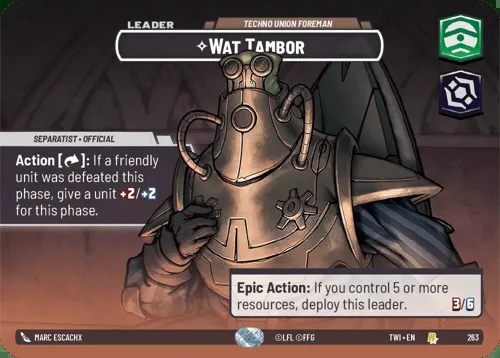 LEADER
TECHNO UNION FOREMAN
WAT TAMBOR
SEPARATIST • OFFICIAL
Action [↷]: If a friendly
unit was defeated this
phase, give a unit +2/+2
for this phase.
Epic Action: If you control 5 or more
resources, deploy this leader.
3/6
MARC ESCACHX
©LFL ©FFG
TWI • EN
263